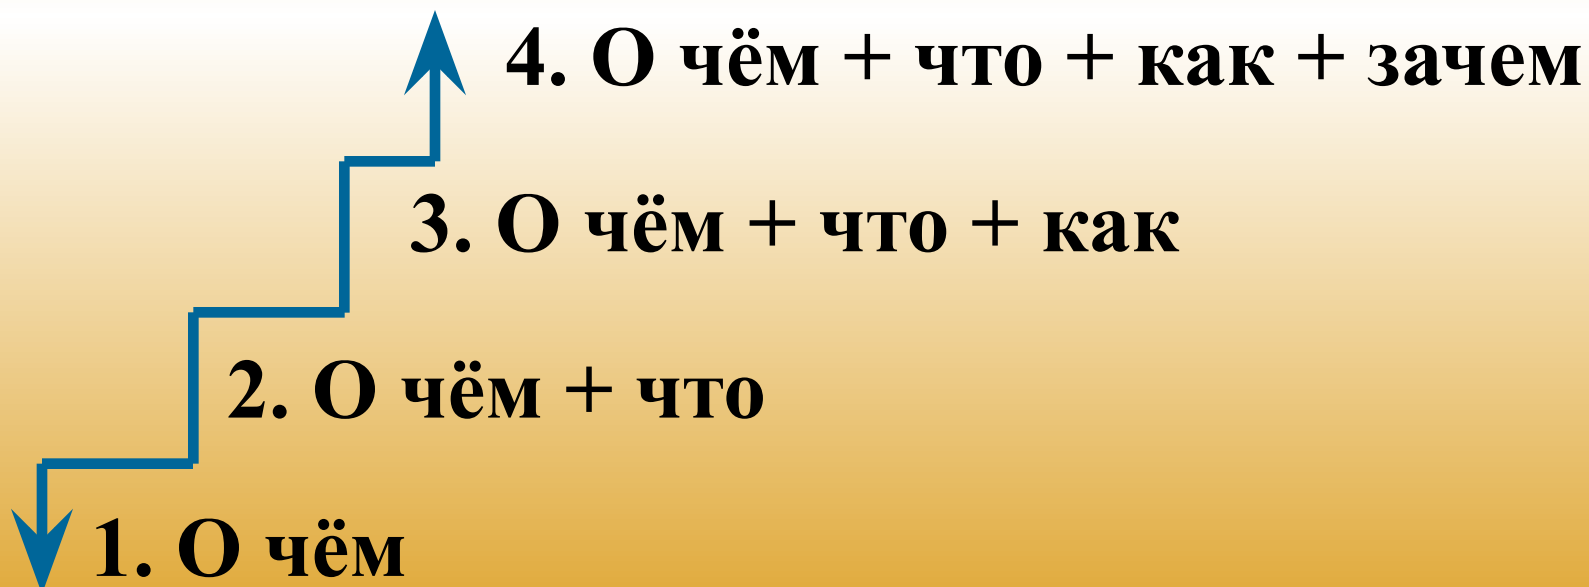 4. О чём + что + как + зачем
3. О чём + что + как
2. О чём + что
1. О чём